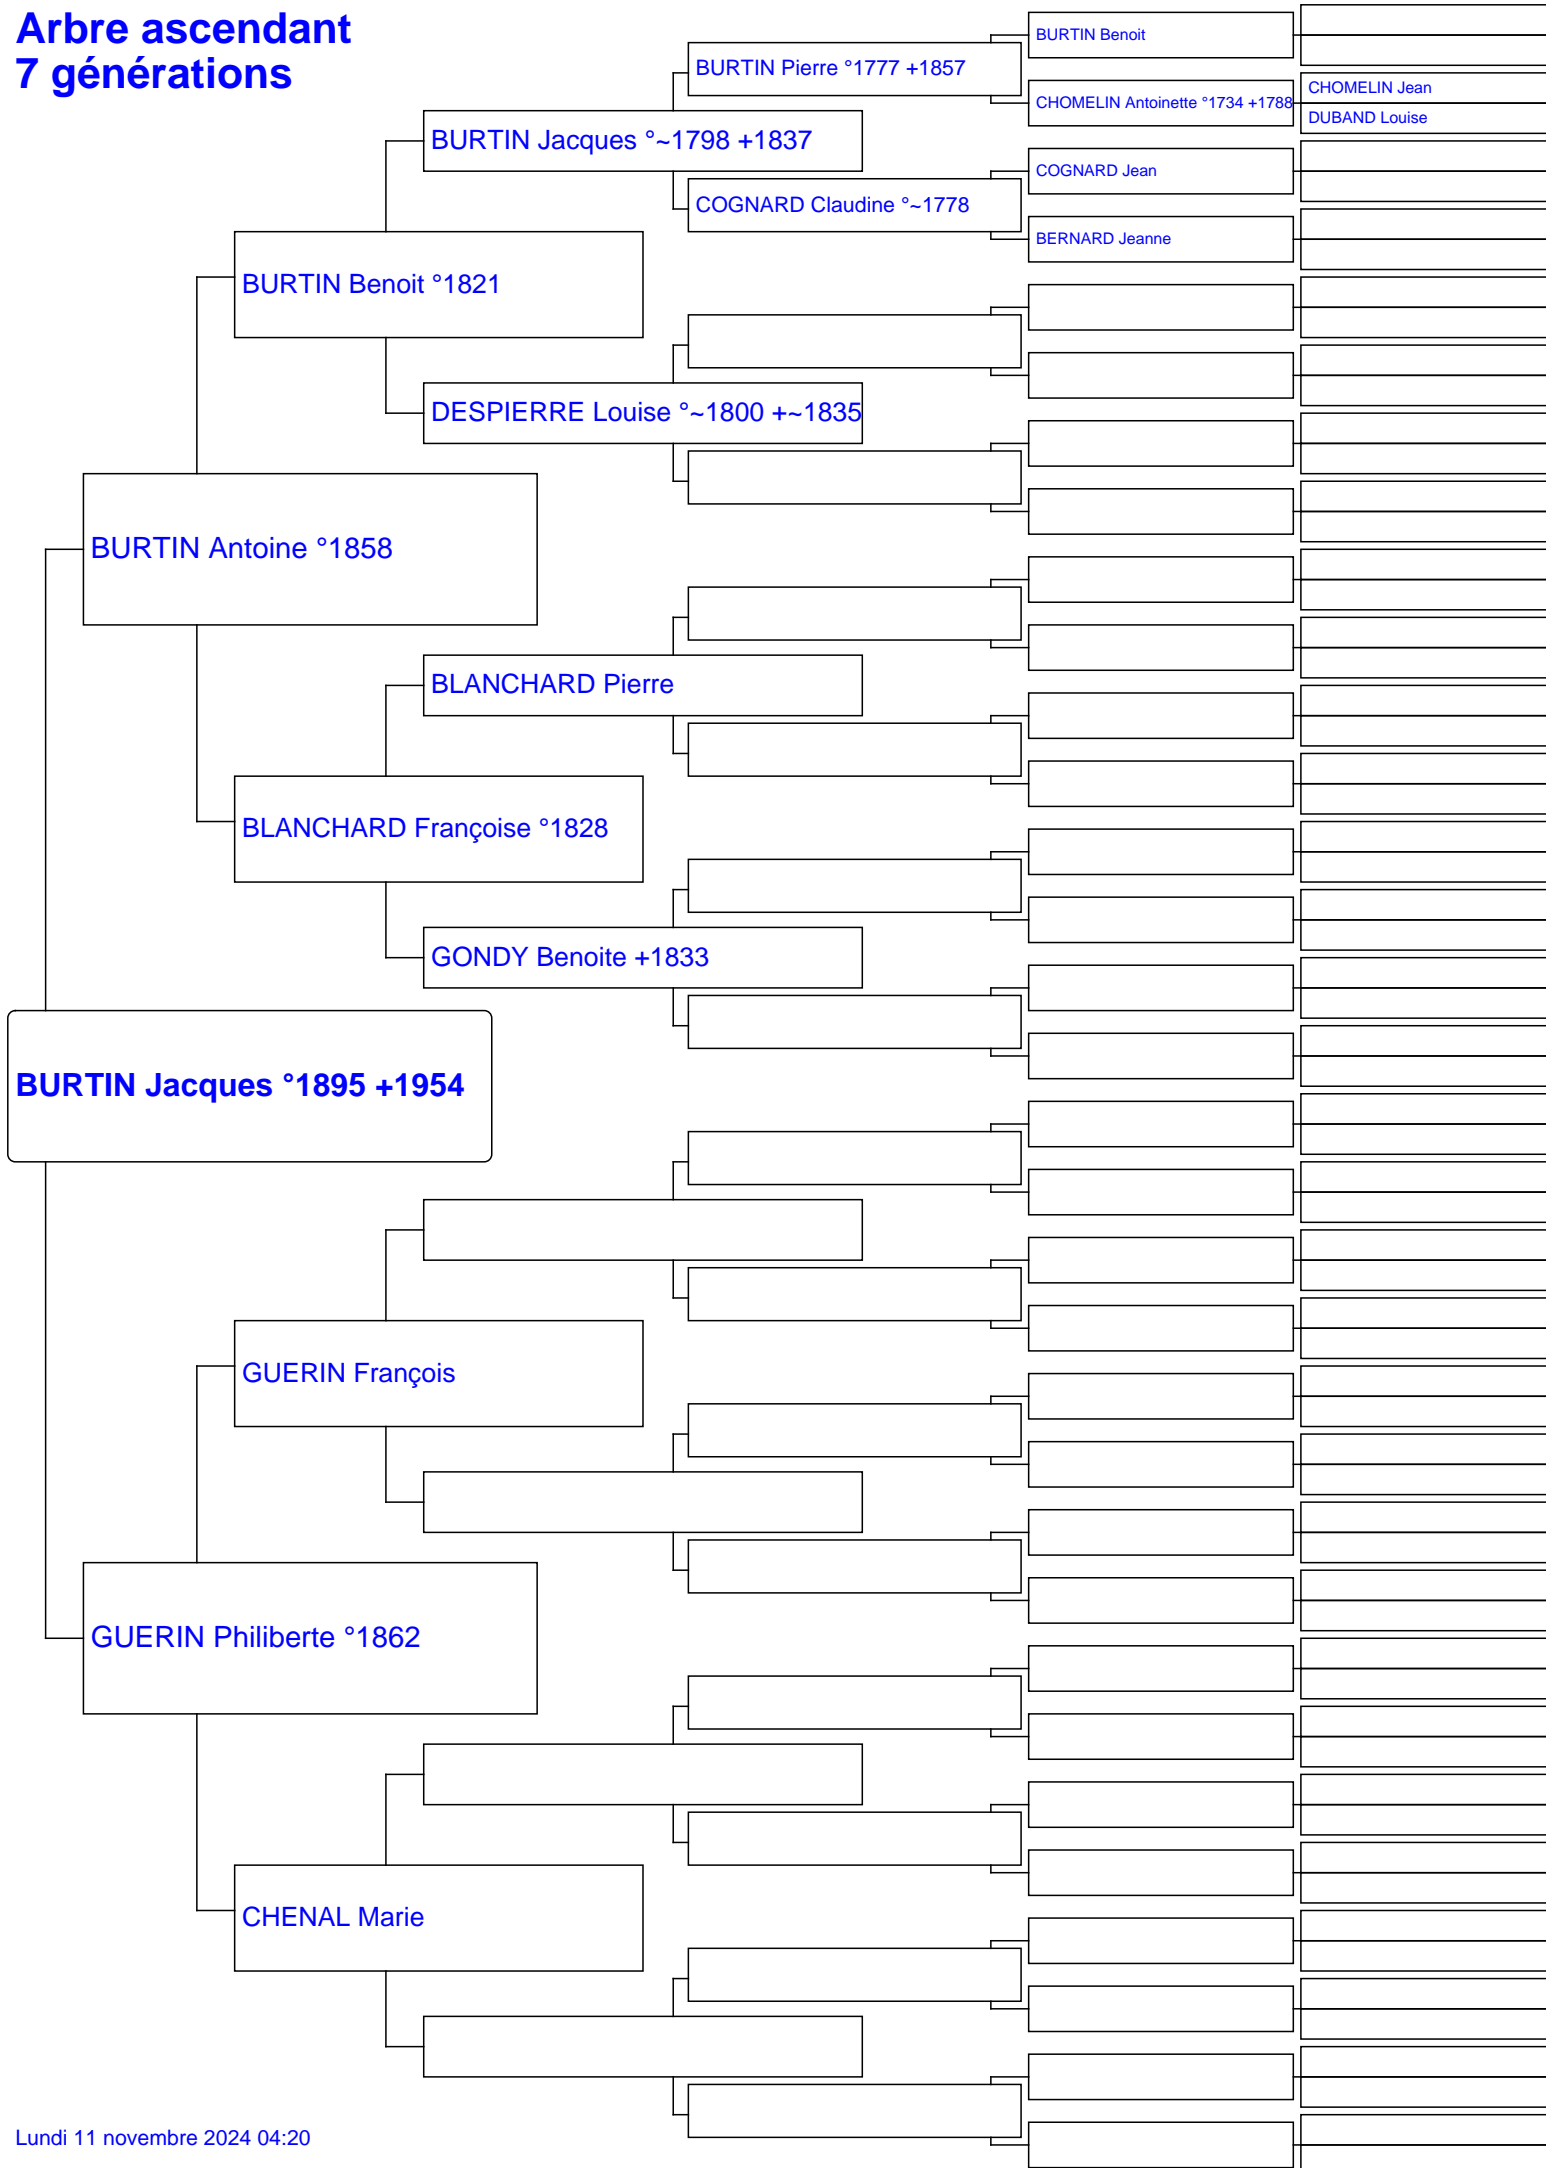 Arbre ascendant
7 générations
BURTIN Benoit
BURTIN Pierre °1777 +1857
CHOMELIN Jean
CHOMELIN Antoinette °1734 +1788
DUBAND Louise
BURTIN Jacques °~1798 +1837
COGNARD Jean
COGNARD Claudine °~1778
BERNARD Jeanne
BURTIN Benoit °1821
DESPIERRE Louise °~1800 +~1835
BURTIN Antoine °1858
BLANCHARD Pierre
BLANCHARD Françoise °1828
GONDY Benoite +1833
BURTIN Jacques °1895 +1954
GUERIN François
GUERIN Philiberte °1862
CHENAL Marie
Lundi 11 novembre 2024 04:20